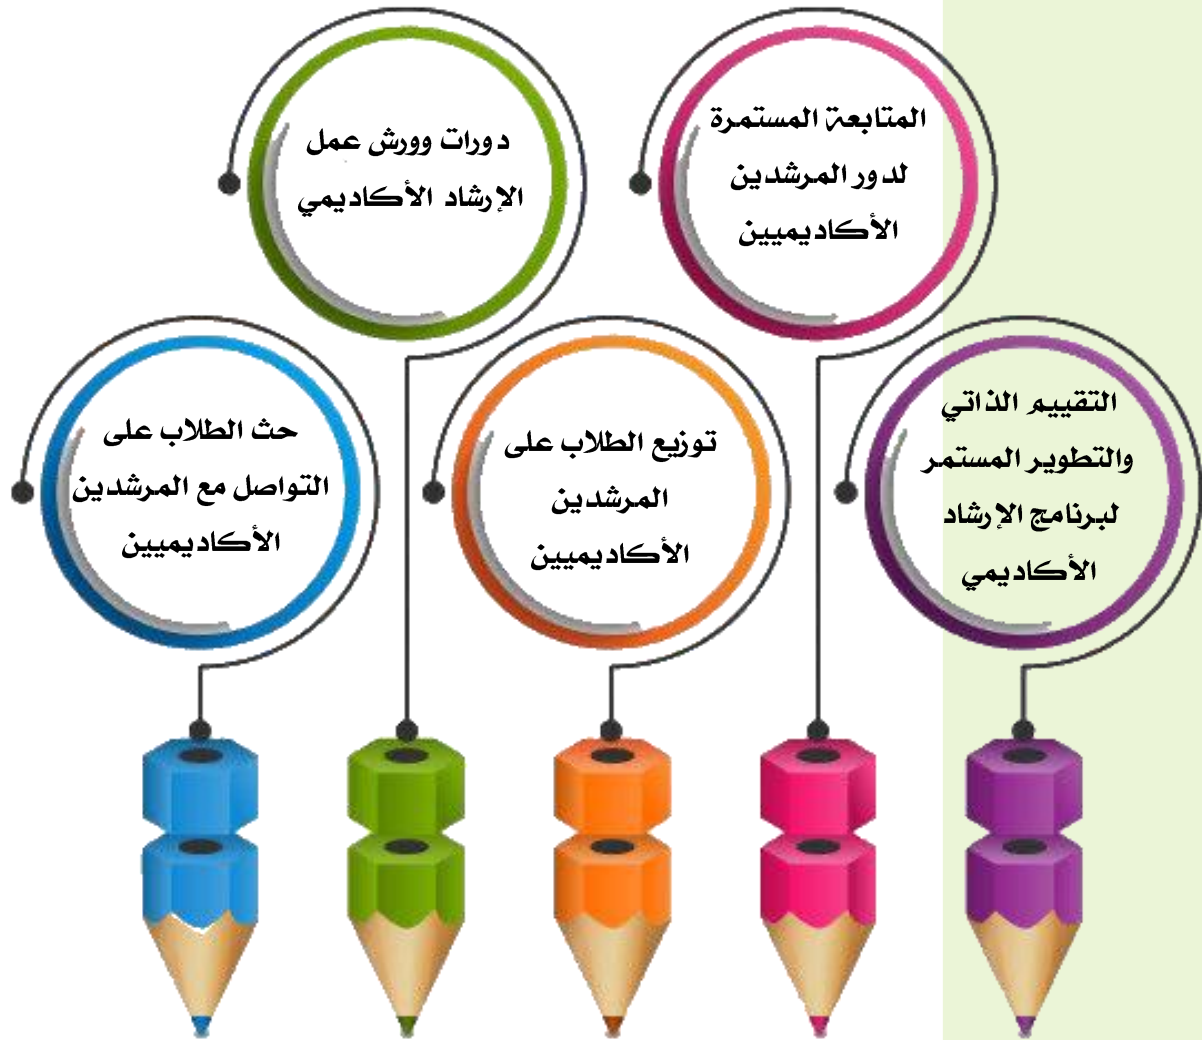 المتابعة المستمرة
لدور المرشدين
الأكاديميين
دورات وورش عمل
الإرشاد الأكاديمي
التقييم الذاتي
والتطوير المستمر
لبرنامج الإرشاد
الأكاديمي
توزيع الطلاب على
المرشدين
الأكاديميين
حث الطلاب على
التواصل مع المرشدين
الأكاديميين